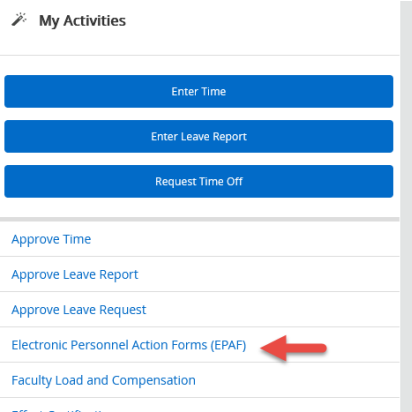 My Activities
Enter Time
Enter Leave Report
Request Time Off
Approve Time
Approve Leave Report
Approve Leave Request
Electronic Personnel Action Forms (EPAF)
Faculty Load and Compensation